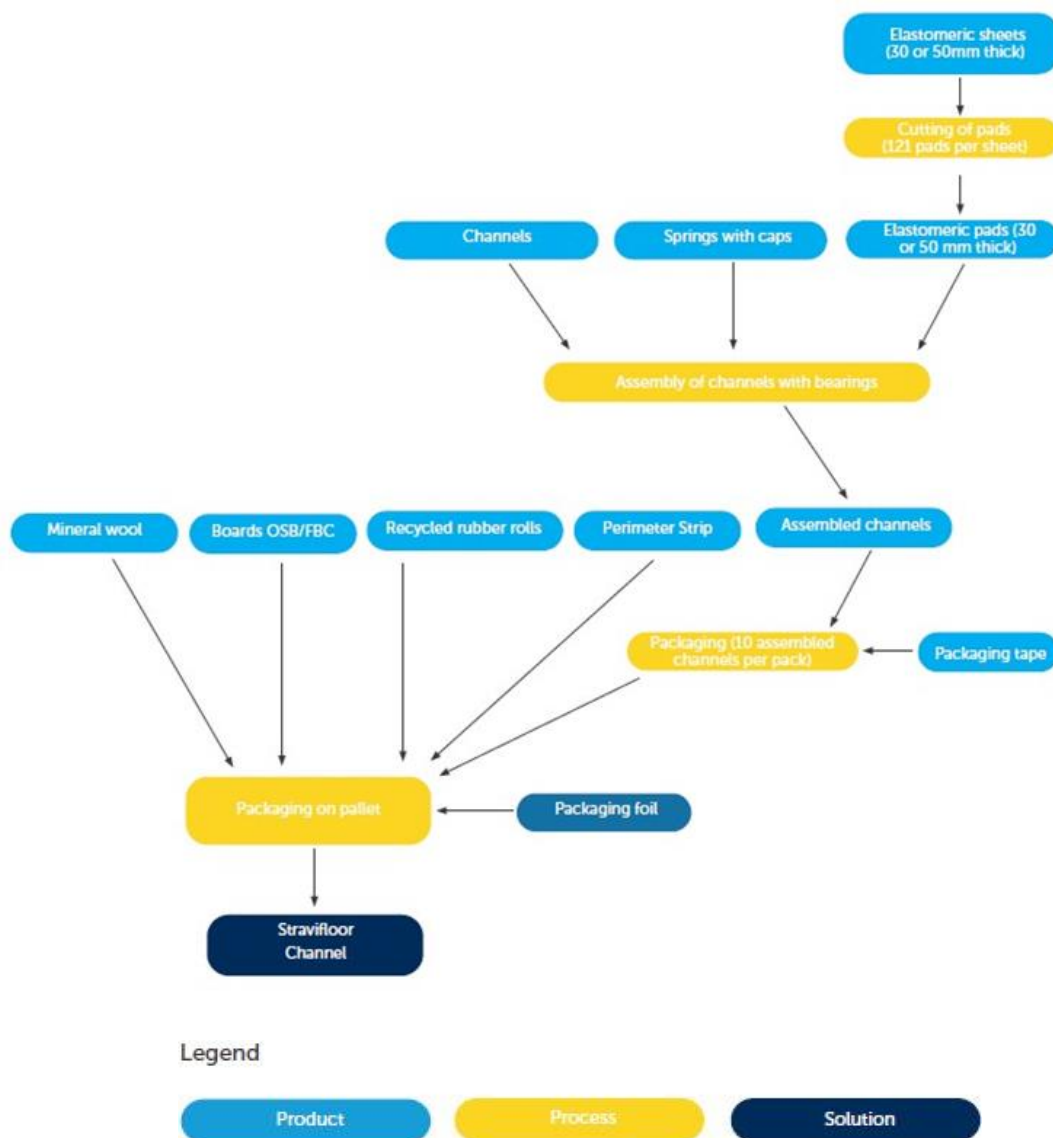 Elastomeric sheets
(30 or 50mm thick)
Cutting of pads
(121 pads per sheet)
Channels
Springs with caps
Elastomeric pads (30
or 50 mm thick)
Assembly of channels with bearings
Mineral wool
Boards OSB/FBC
Recycled rubber rolls
Perimeter Strip
Assembled channels
Packaging (10 assembled
channels per pack)
Packaging tape
Packaging on pallet
Packaging foil
Stravifloor
Channel
Legend
Product
Process
Solution